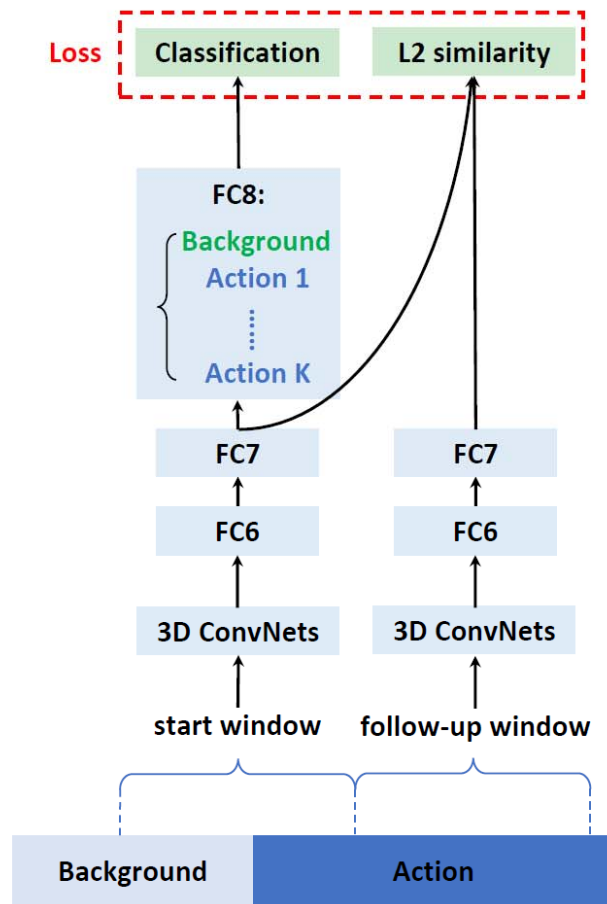 Loss
Classification
L2 similarity
FC8:
Background
Action 1
Action K
FC7
FC7
FC6
FC6
3D ConvNets
3D ConvNets
start window
follow-up window
Background
Action